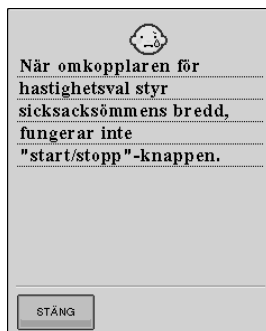 När omkopplaren för
hastighetsval styr
sicksacksömmens bredd,
fungerar inte
"start/stopp"-knappen.
STÄNG